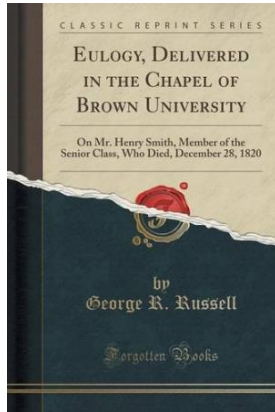 CLASSIC REPRINT SERIES
EULOGY, DELIVERED
IN THE CHAPEL OF
BROWN UNIVERSITY
On Mr. Henry Smith, Member of the
Senior Class, Who Died, December 28, 1820
by
George R. Russell
Forgotten Books